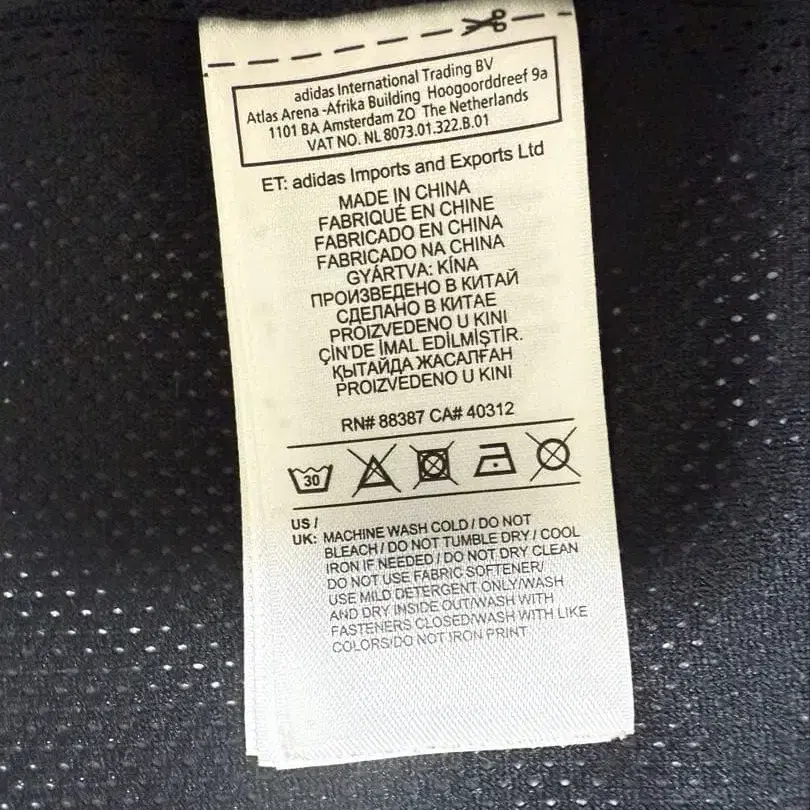 adidas International Trading BV
Atlas Arena -Afrika Building Hoogoorddreef 9a
1101 BA Amsterdam ZO The Netherlands
VAT NO. NL 8073.01.322.B.01
ET: adidas Imports and Exports Ltd
MADE IN CHINA
FABRIQUÉ EN CHINE
FABRICADO EN CHINA
FABRICADO NA CHINA
GYÁRTVA: KÍNA
ПРОИЗВЕДЕНО В КИТАЙ
СДЕЛАНО В КИТАЕ
PROIZVEDENO U KINI
ÇİN'DE İMAL EDİLMİŞTİR.
ҚЫТАЙДА ЖАСАЛҒАН
PROIZVEDENO U KINI
RN# 88387 CA# 40312
30
US /
UK: MACHINE WASH COLD / DO NOT
BLEACH / DO NOT TUMBLE DRY / COOL
IRON IF NEEDED / DO NOT DRY CLEAN
DO NOT USE FABRIC SOFTENER/
USE MILD DETERGENT ONLY/WASH
AND DRY INSIDE OUT/WASH WITH
FASTENERS CLOSED/WASH WITH LIKE
COLORS/DO NOT IRON PRINT